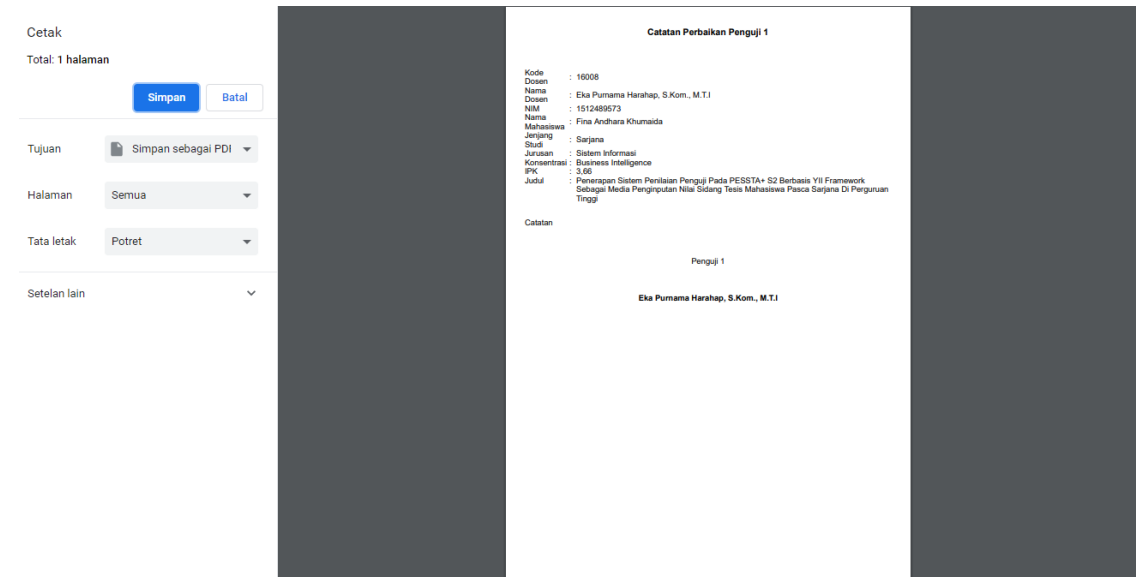 Cetak
Total: 1 halaman
Simpan Batal
Tujuan Simpan sebagai PDF
Halaman Semua
Tata letak Potret
Setelan lain
Catatan Perbaikan Penguji 1
Kode Dosen : 16008
Nama Dosen : Eka Purnama Harahap, S.Kom., M.T.I
NIM : 1512489573
Nama Mahasiswa : Fina Andhara Khumaida
Jenjang Studi : Sarjana
Jurusan : Sistem Informasi
Konsentrasi : Business Intelligence
IPK : 3,66
Judul : Penerapan Sistem Penilaian Penguji Pada PESSTA+ S2 Berbasis YII Framework
Sebagai Media Penginputan Nilai Sidang Tesis Mahasiswa Pasca Sarjana Di Perguruan
Tinggi
Catatan
Penguji 1
Eka Purnama Harahap, S.Kom., M.T.I